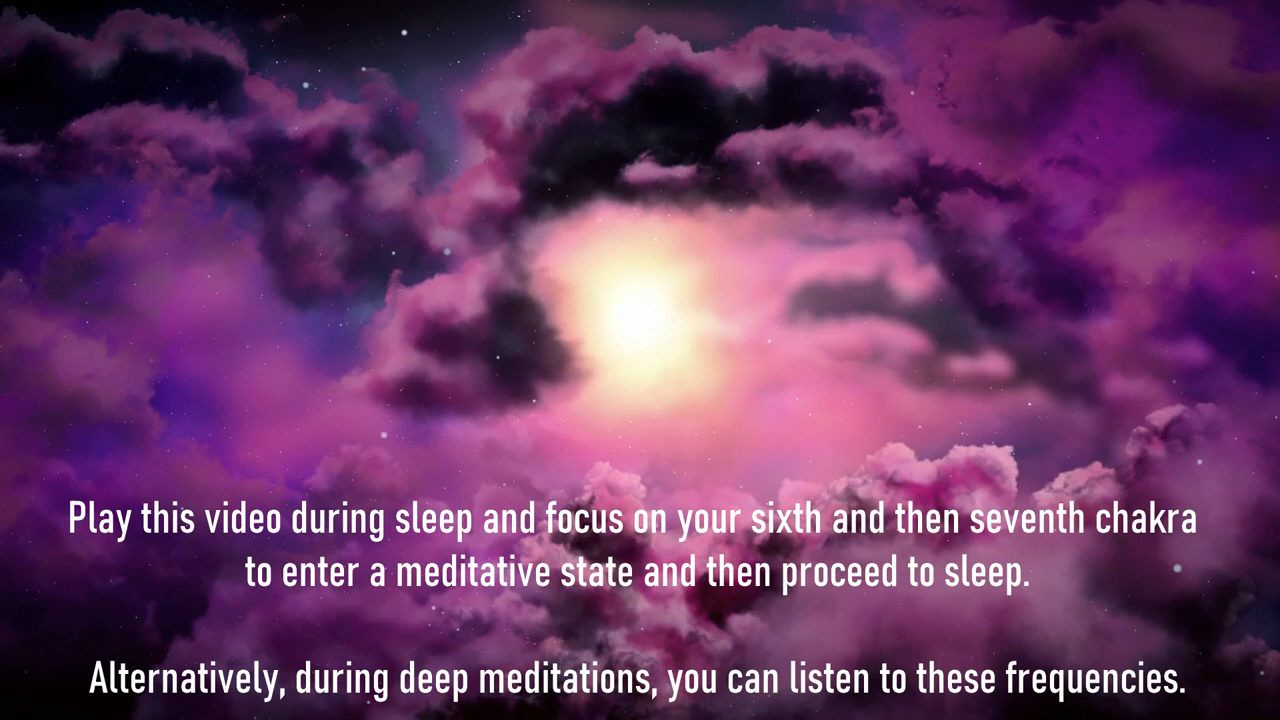 Play this video during sleep and focus on your sixth and then seventh chakra
to enter a meditative state and then proceed to sleep.
Alternatively, during deep meditations, you can listen to these frequencies.